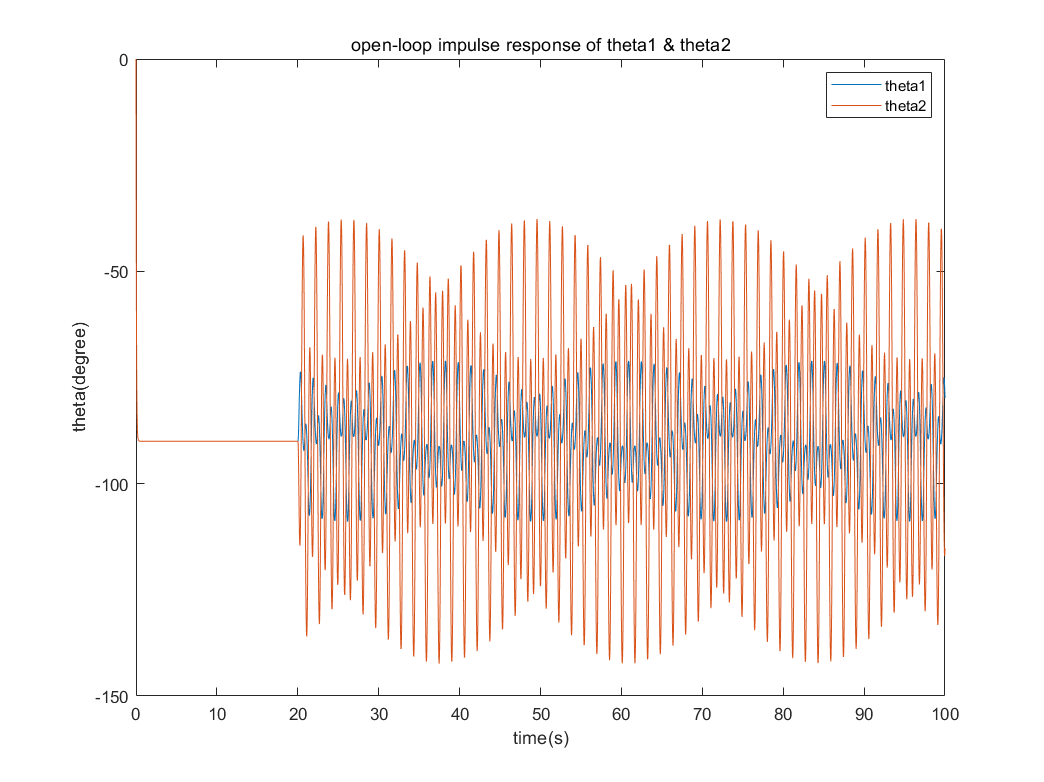 open-loop impulse response of theta1 & theta2
theta1
theta2
theta(degree)
0
-50
-100
-150
0 10 20 30 40 50 60 70 80 90 100
time(s)